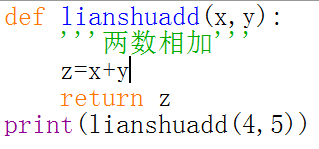 def lianshuadd(x,y):
    '''两数相加'''
    z=x+y
    return z
print(lianshuadd(4,5))